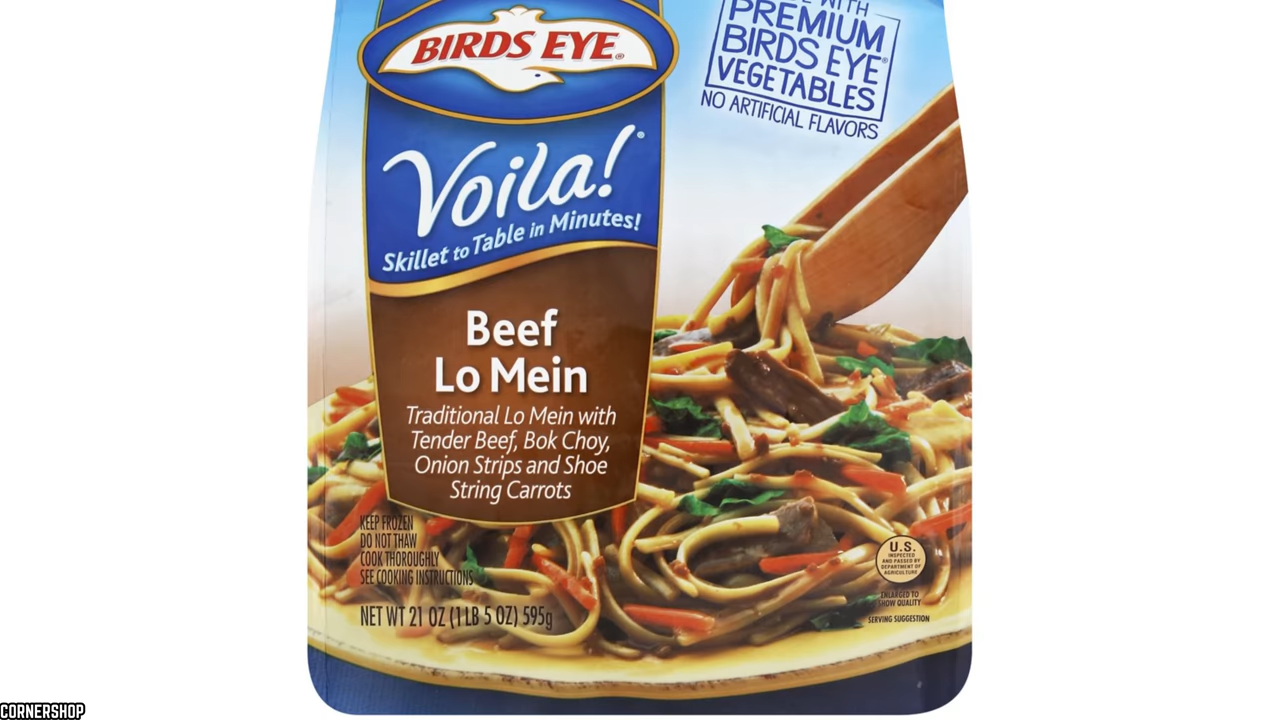 BIRDS EYE®
Voila!®
Skillet to Table in Minutes!
Beef
Lo Mein
Traditional Lo Mein with
Tender Beef, Bok Choy,
Onion Strips and Shoe
String Carrots
WITH
PREMIUM
BIRDS EYE®
VEGETABLES
NO ARTIFICIAL FLAVORS
KEEP FROZEN
DO NOT THAW
COOK THOROUGHLY
SEE COOKING INSTRUCTIONS
NET WT 21 OZ (1 LB 5 OZ) 595g
U.S.
INSPECTED
AND PASSED BY
DEPARTMENT OF
AGRICULTURE
ENLARGED TO
SHOW QUALITY
SERVING SUGGESTION
CORNERSHOP